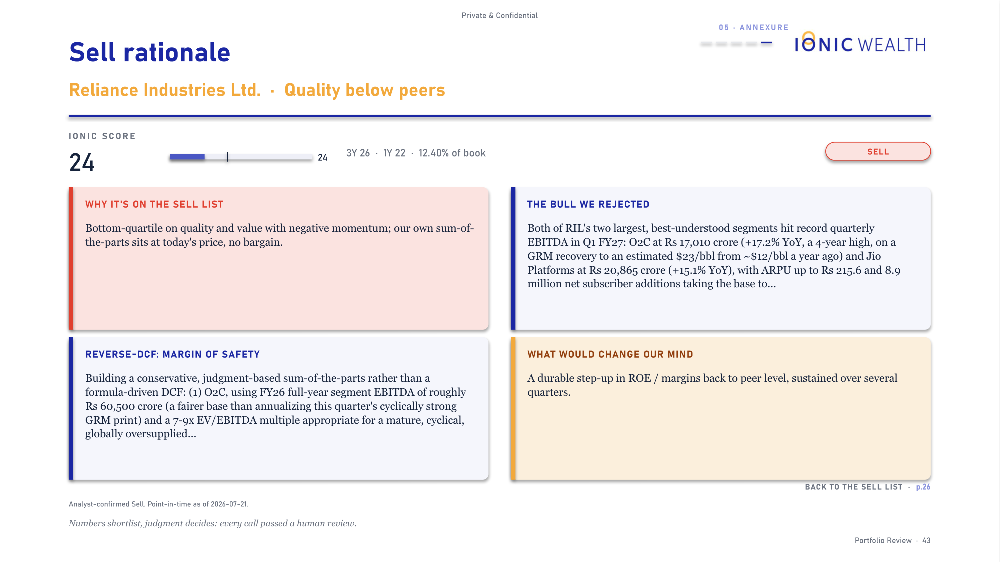 Private & Confidential
05 · ANNEXURE
IONIC WEALTH
Sell rationale
Reliance Industries Ltd. · Quality below peers
IONIC SCORE
24
24
3Y 26 · 1Y 22 · 12.40% of book
SELL
WHY IT'S ON THE SELL LIST
Bottom-quartile on quality and value with negative momentum; our own sum-of-
the-parts sits at today's price, no bargain.
THE BULL WE REJECTED
Both of RIL's two largest, best-understood segments hit record quarterly
EBITDA in Q1 FY27: O2C at Rs 17,010 crore (+17.2% YoY, a 4-year high, on a
GRM recovery to an estimated $23/bbl from ~$12/bbl a year ago) and Jio
Platforms at Rs 20,865 crore (+15.1% YoY), with ARPU up to Rs 215.6 and 8.9
million net subscriber additions taking the base to...
REVERSE-DCF: MARGIN OF SAFETY
Building a conservative, judgment-based sum-of-the-parts rather than a
formula-driven DCF: (1) O2C, using FY26 full-year segment EBITDA of roughly
Rs 60,500 crore (a fairer base than annualizing this quarter's cyclically strong
GRM print) and a 7-9x EV/EBITDA multiple appropriate for a mature, cyclical,
globally oversupplied...
WHAT WOULD CHANGE OUR MIND
A durable step-up in ROE / margins back to peer level, sustained over several
quarters.
BACK TO THE SELL LIST · p.26
Analyst-confirmed Sell. Point-in-time as of 2026-07-21.
Numbers shortlist, judgment decides: every call passed a human review.
Portfolio Review · 43